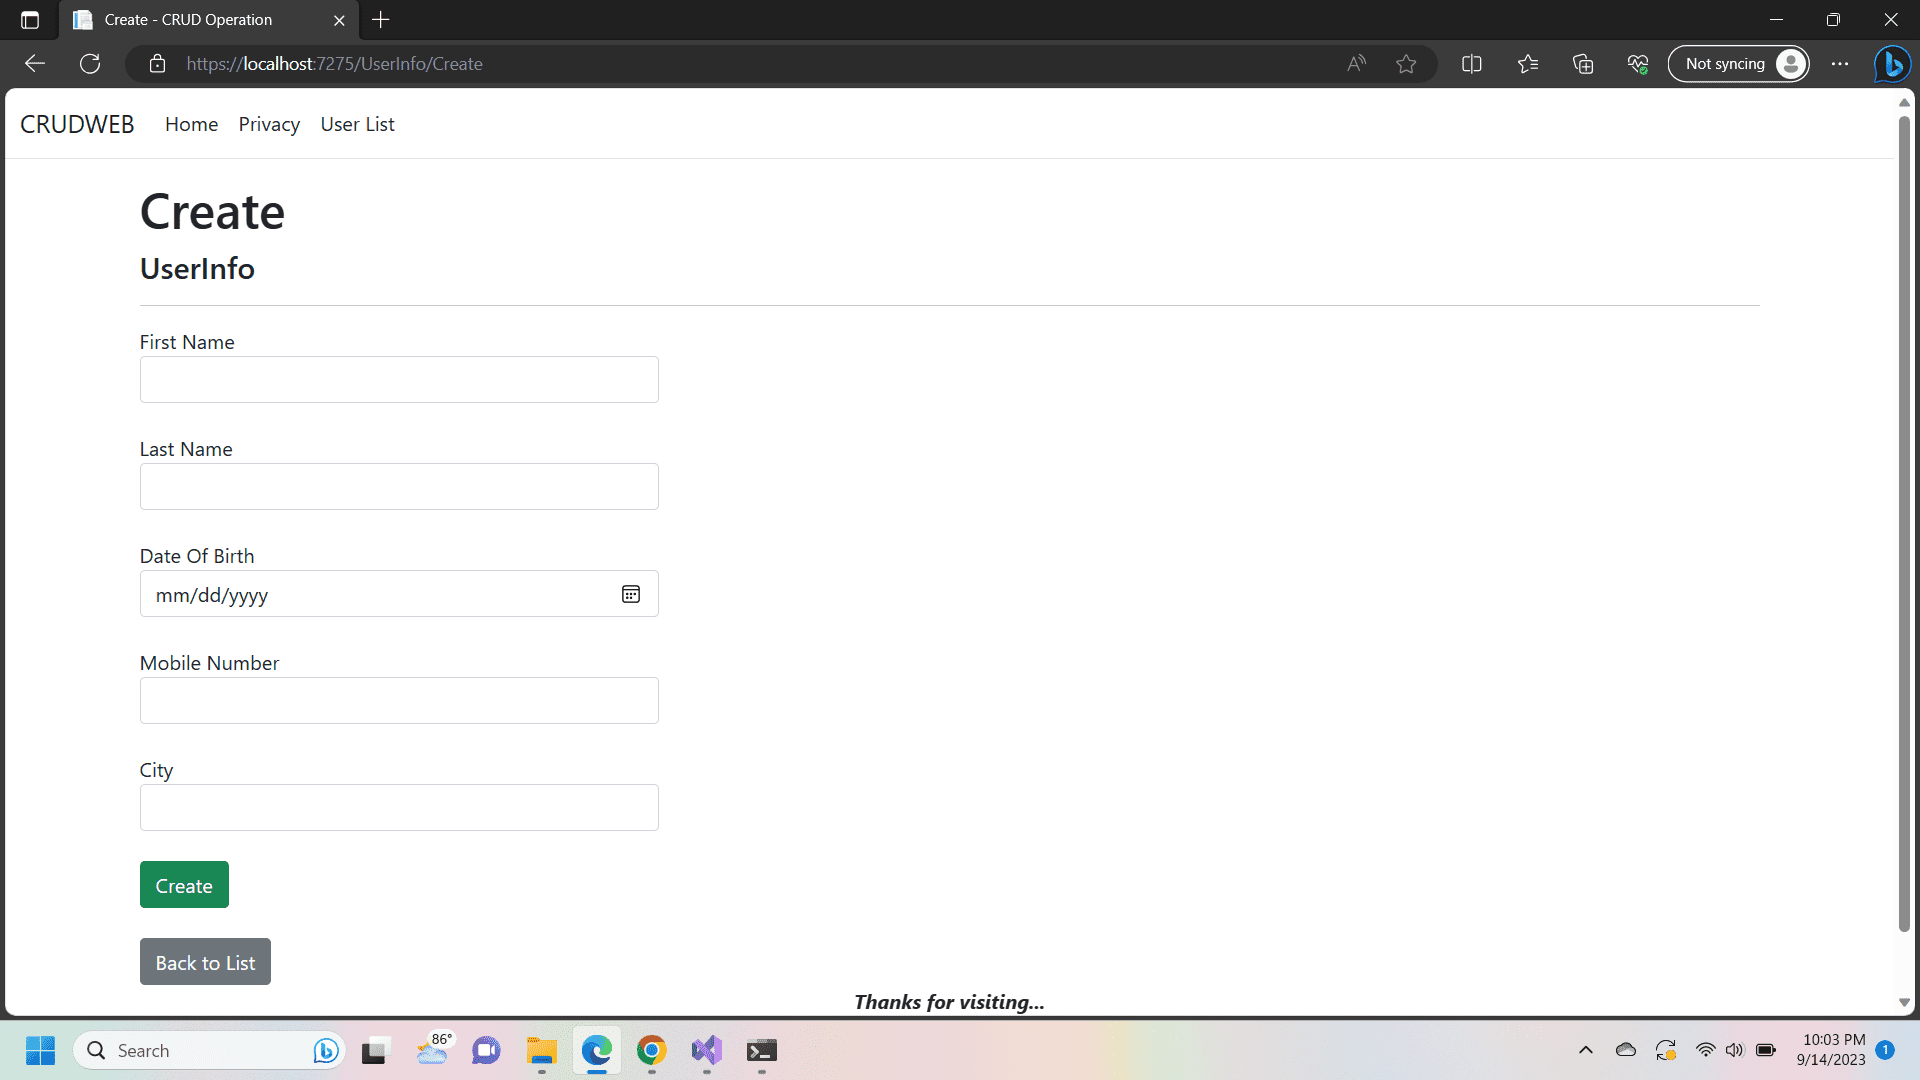 Create - CRUD Operation
https://localhost:7275/UserInfo/Create
Not syncing
CRUDWEB Home Privacy User List
Create
UserInfo
First Name
Last Name
Date Of Birth
mm/dd/yyyy
Mobile Number
City
Create
Back to List
Thanks for visiting...
Search
86°
10:03 PM
9/14/2023
1